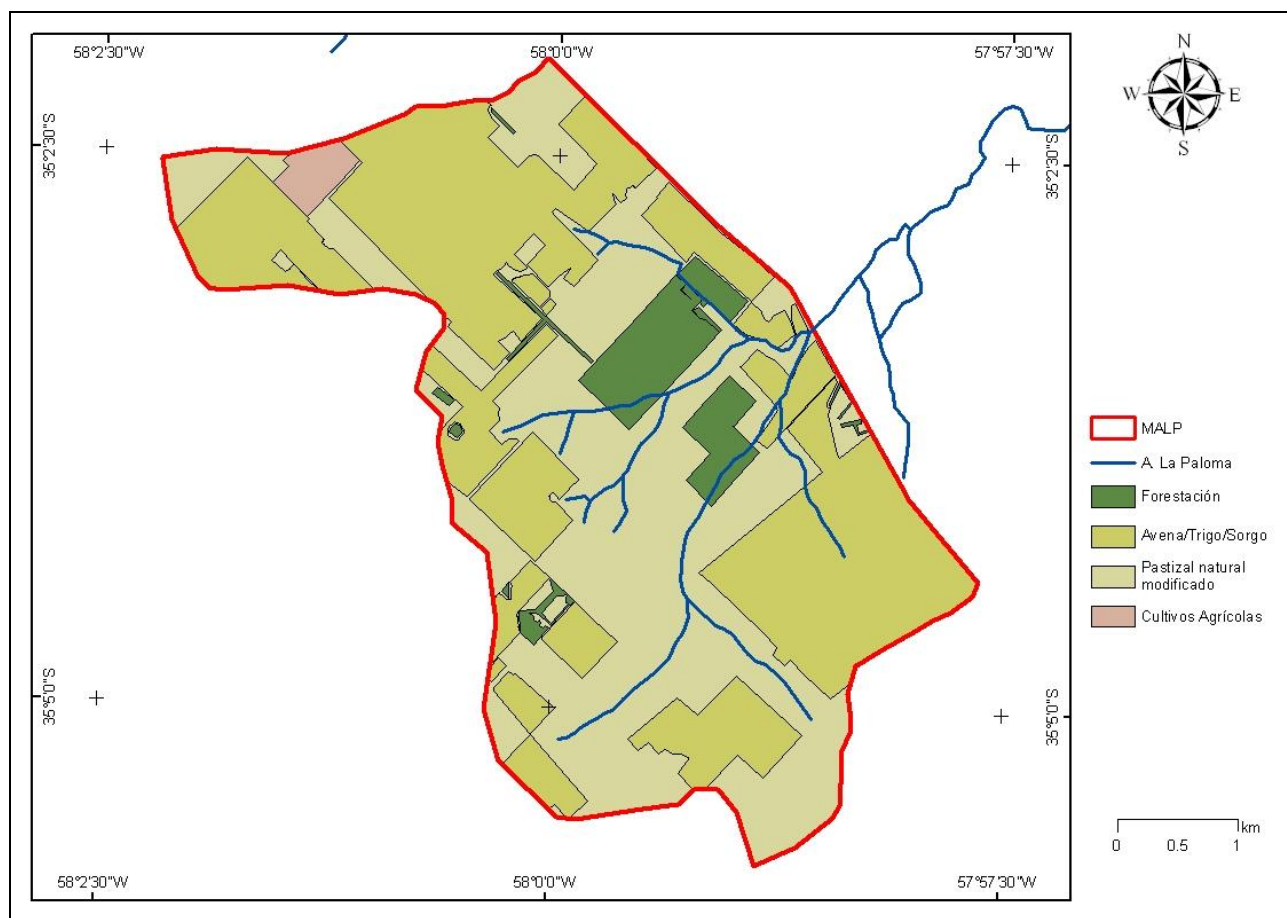 58°2'30"W
58°0'0"W
57°57'30"W
N
W
E
S
35°2'30"S
35°2'30"S
MALP
A. La Paloma
Forestación
Avena/Trigo/Sorgo
Pastizal natural
modificado
Cultivos Agrícolas
35°5'0"S
35°5'0"S
km
0
0.5
1
58°2'30"W
58°0'0"W
57°57'30"W